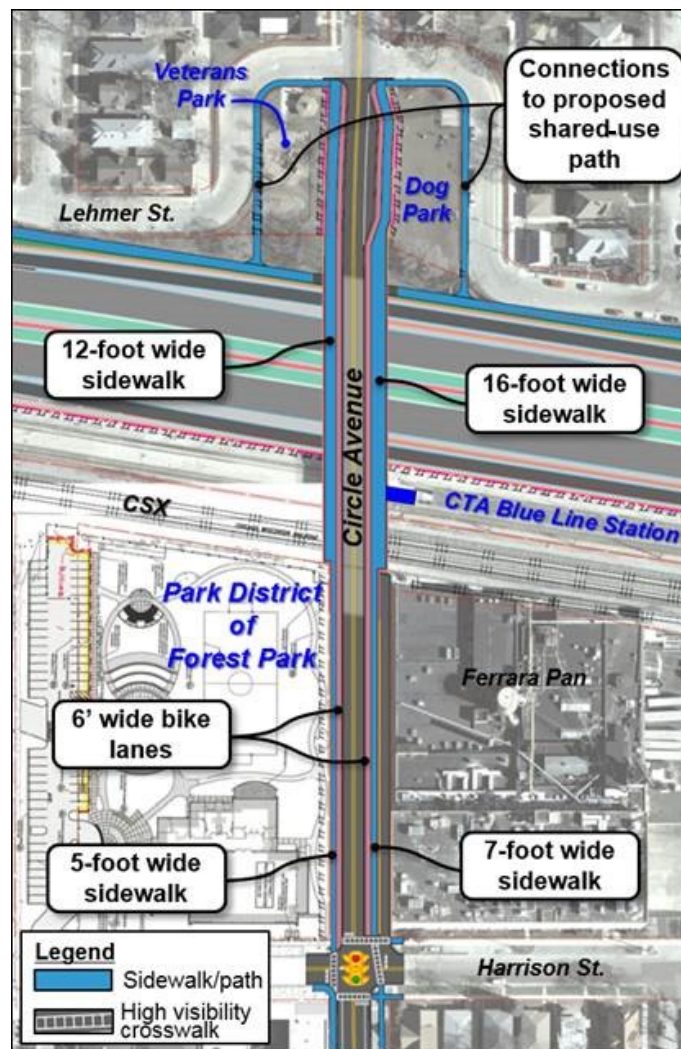 Veterans
Park
Connections
to proposed
shared-use
path
Lehmer St.
Dog
Park
12-foot wide
sidewalk
16-foot wide
sidewalk
Circle Avenue
CSX
CTA Blue Line Station
Park District
of
Forest Park
Ferrara Pan
6' wide bike
lanes
5-foot wide
sidewalk
7-foot wide
sidewalk
Legend
Sidewalk/path
High visibility
crosswalk
Harrison St.